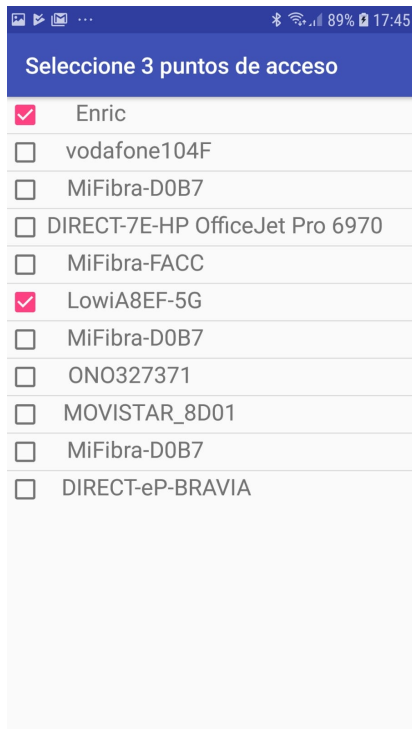 89% 17:45
Seleccione 3 puntos de acceso
Enric
vodafone104F
MiFibra-D0B7
DIRECT-7E-HP OfficeJet Pro 6970
MiFibra-FACC
LowiA8EF-5G
MiFibra-D0B7
ONO327371
MOVISTAR_8D01
MiFibra-D0B7
DIRECT-eP-BRAVIA